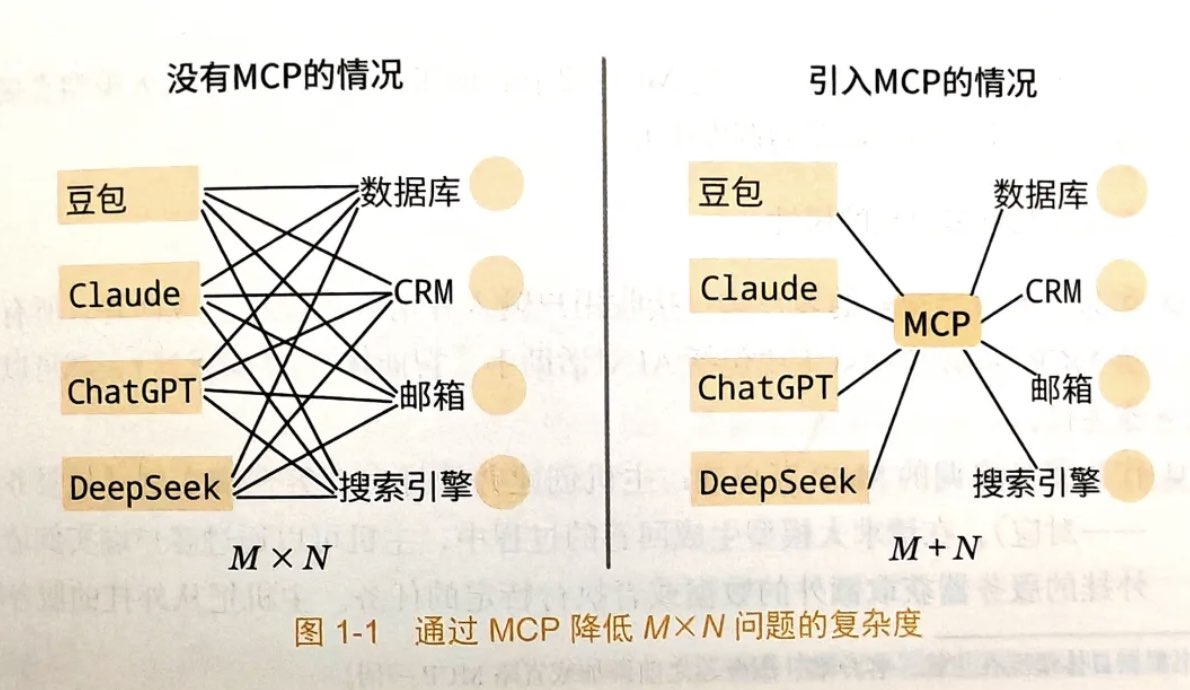 没有MCP的情况
豆包
数据库
Claude
CRM
ChatGPT
邮箱
DeepSeek
搜索引擎
M × N
引入MCP的情况
豆包
数据库
Claude
CRM
MCP
ChatGPT
邮箱
DeepSeek
搜索引擎
M + N
图 1-1 通过 MCP 降低 M×N 问题的复杂度